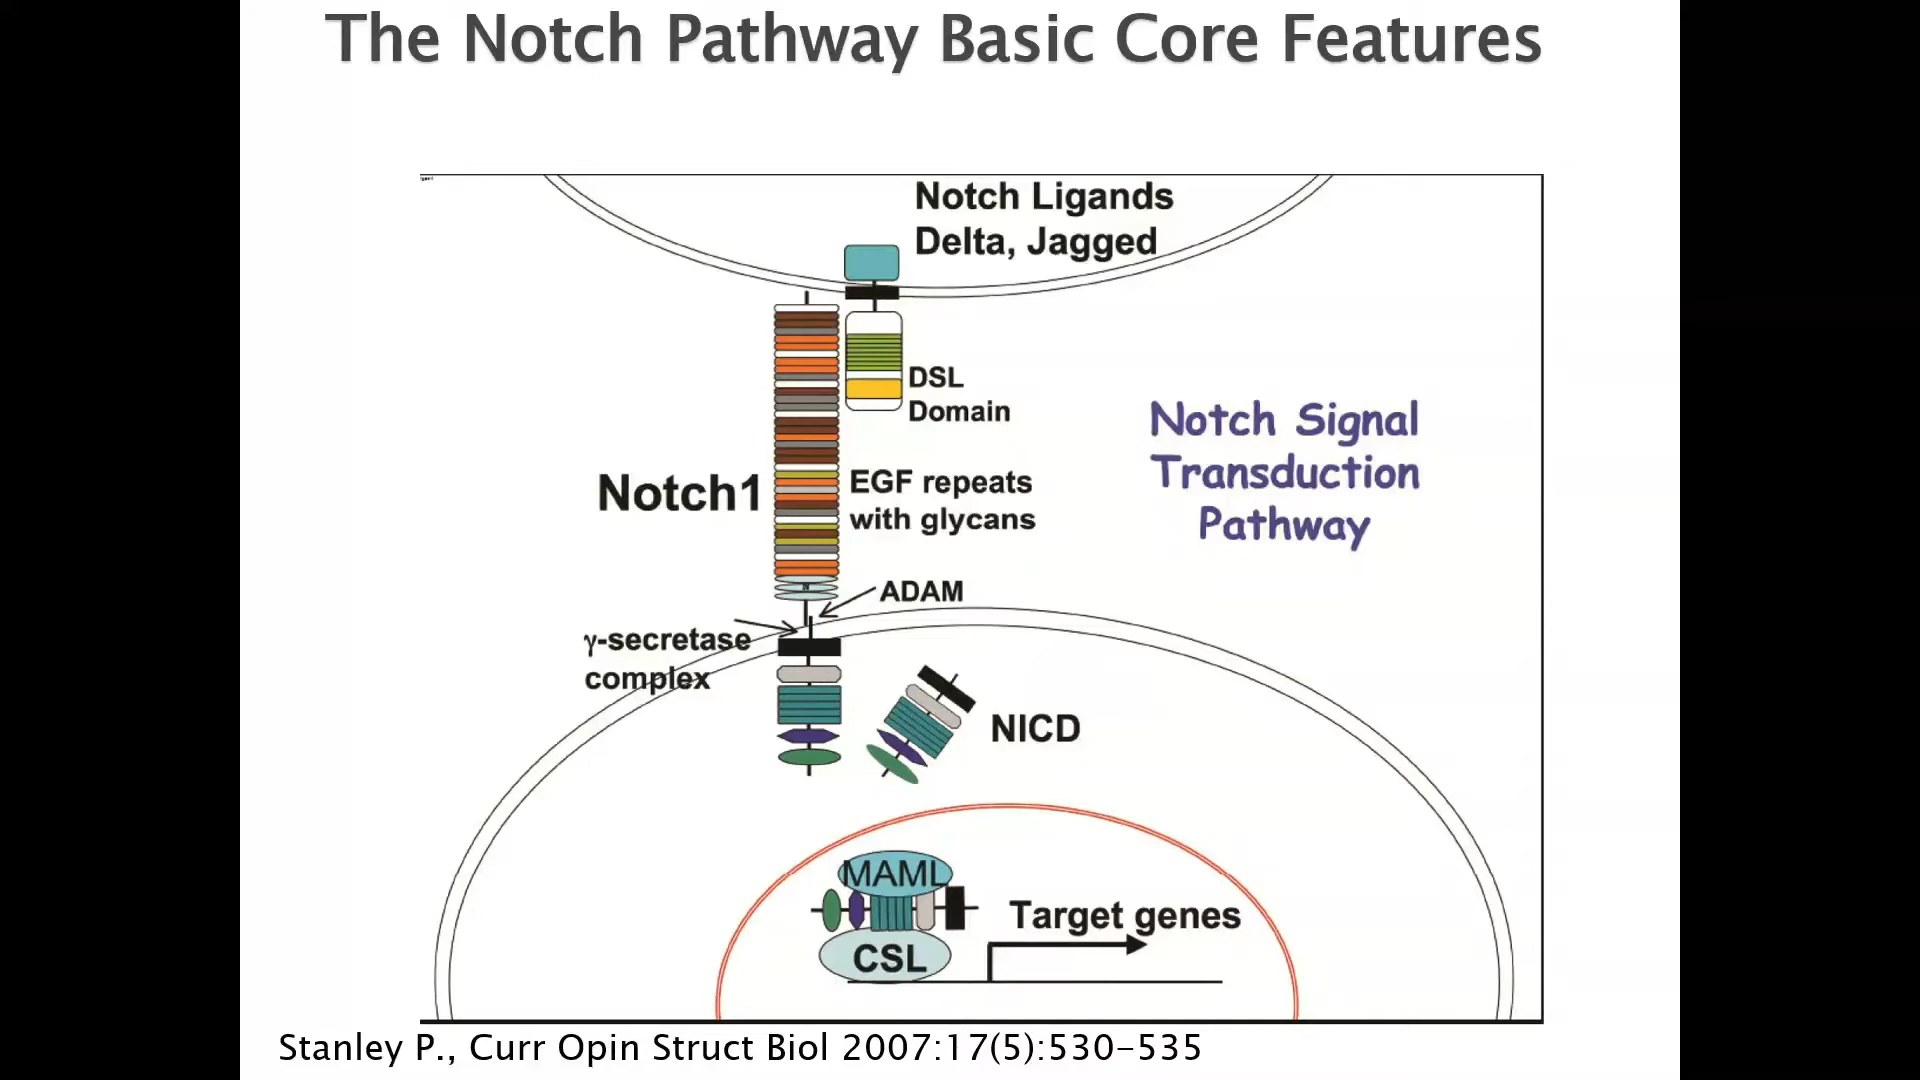 The Notch Pathway Basic Core Features
Notch Ligands
Delta, Jagged
DSL
Domain
Notch Signal
Transduction
Pathway
Notch1
EGF repeats
with glycans
ADAM
γ-secretase
complex
NICD
MAML
Target genes
CSL
Stanley P., Curr Opin Struct Biol 2007:17(5):530-535